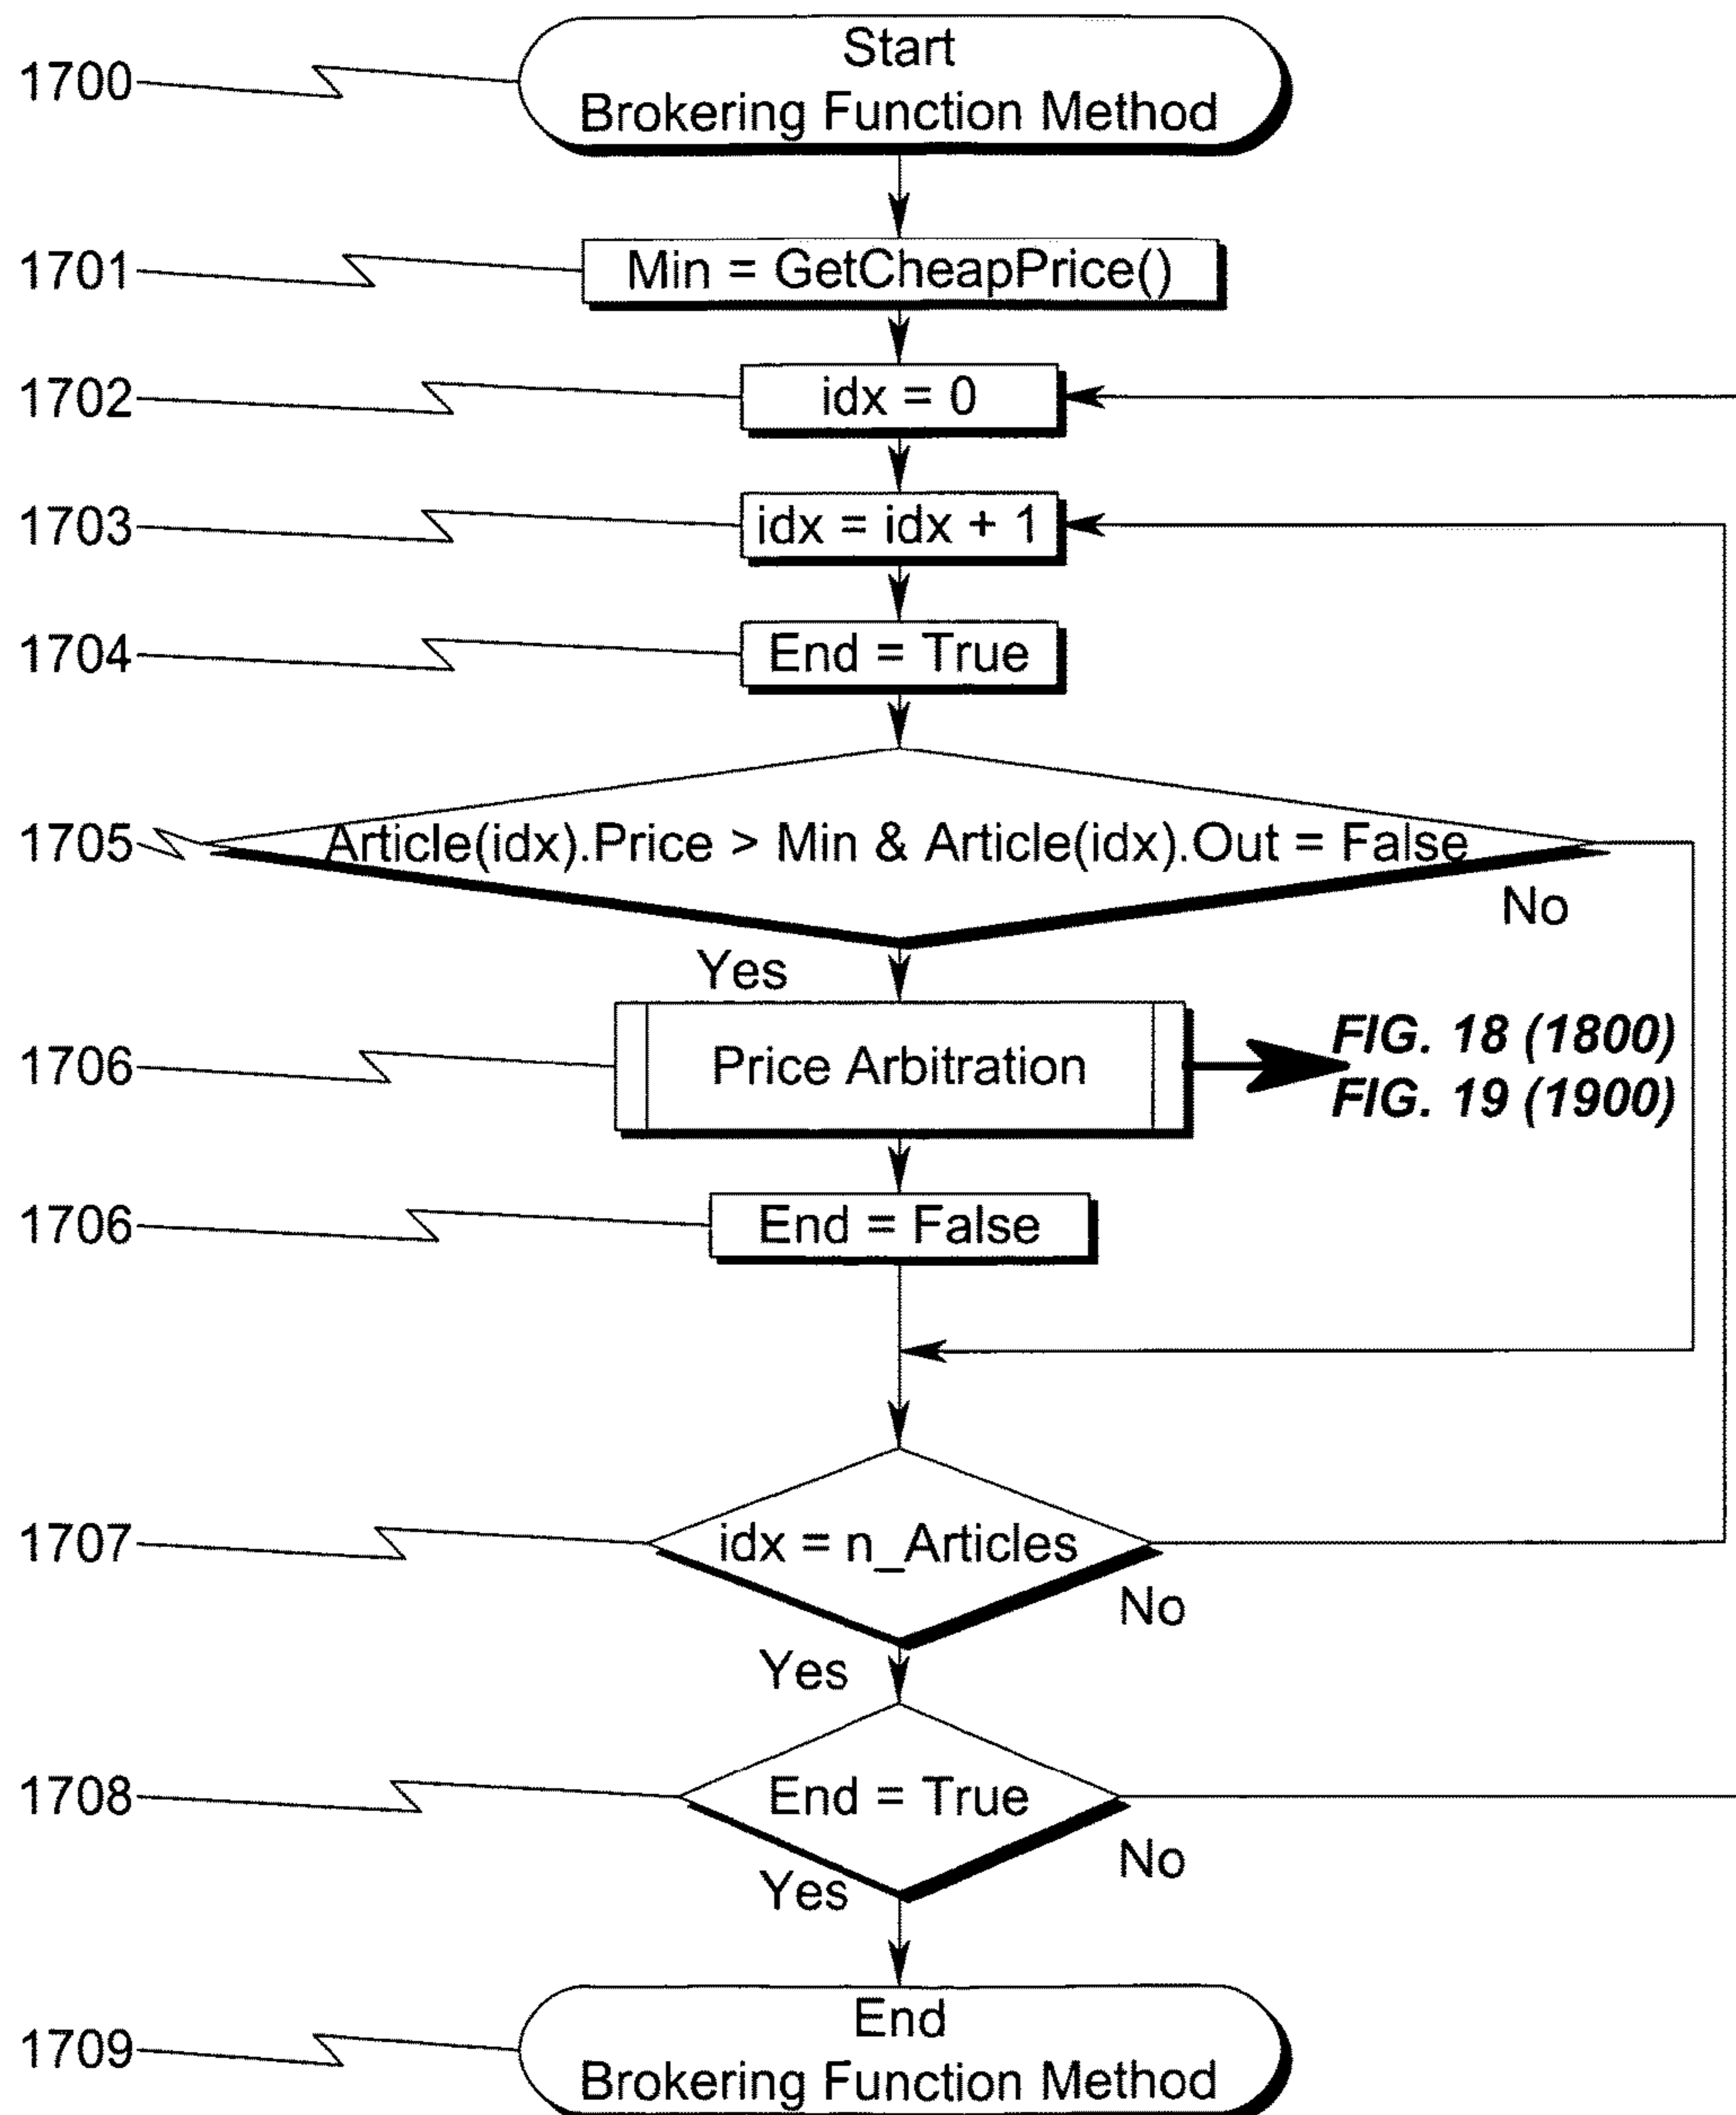 1700
Start
Brokering Function Method
1701
Min = GetCheapPrice()
1702
idx = 0
1703
idx = idx + 1
1704
End = True
1705
Article(idx).Price > Min & Article(idx).Out = False
No
Yes
1706
Price Arbitration
FIG. 18 (1800)
FIG. 19 (1900)
1706
End = False
1707
idx = n_Articles
No
Yes
1708
End = True
No
Yes
1709
End
Brokering Function Method